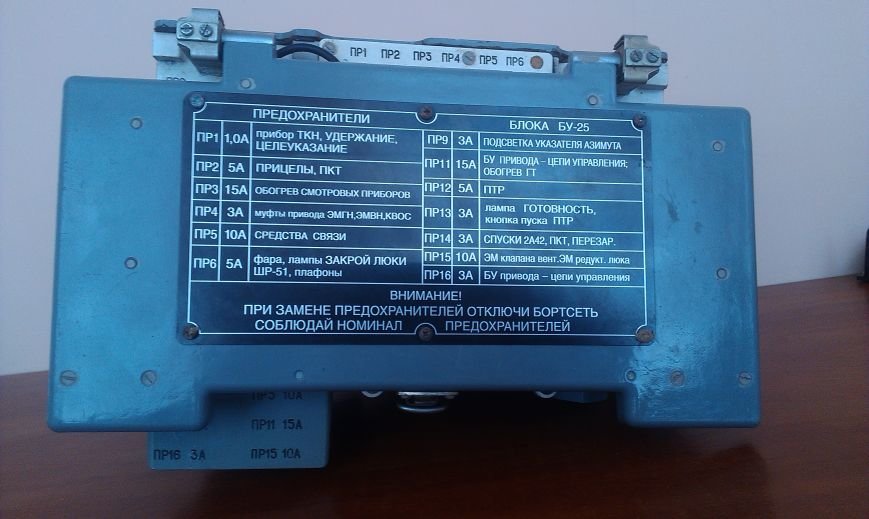 ПР1 ПР2 ПР3 ПР4 ПР5 ПР6
ПРЕДОХРАНИТЕЛИ
ПР1 1,0А прибор ТКН, УДЕРЖАНИЕ,
ЦЕЛЕУКАЗАНИЕ
ПР2 5А ПРИЦЕЛЫ, ПКТ
ПР3 15А ОБОГРЕВ СМОТРОВЫХ ПРИБОРОВ
ПР4 3А муфты привода ЭМГН,ЭМВН,КВОС
ПР5 10А СРЕДСТВА СВЯЗИ
ПР6 5А фара, лампы ЗАКРОЙ ЛЮКИ
ШР-51, плафоны
БЛОКА БУ-25
ПР9 3А ПОДСВЕТКА УКАЗАТЕЛЯ АЗИМУТА
ПР11 15А БУ ПРИВОДА – ЦЕПИ УПРАВЛЕНИЯ;
ОБОГРЕВ ГТ
ПР12 5А ПТР
ПР13 3А лампа ГОТОВНОСТЬ,
кнопка пуска ПТР
ПР14 3А СПУСКИ 2А42, ПКТ, ПЕРЕЗАР.
ПР15 10А ЭМ клапана вент.ЭМ редукт. люка
ПР16 3А БУ привода – цепи управления
ВНИМАНИЕ!
ПРИ ЗАМЕНЕ ПРЕДОХРАНИТЕЛЕЙ ОТКЛЮЧИ БОРТСЕТЬ
СОБЛЮДАЙ НОМИНАЛ ПРЕДОХРАНИТЕЛЕЙ
10А
ПР11 15А
ПР16 3А ПР15 10А